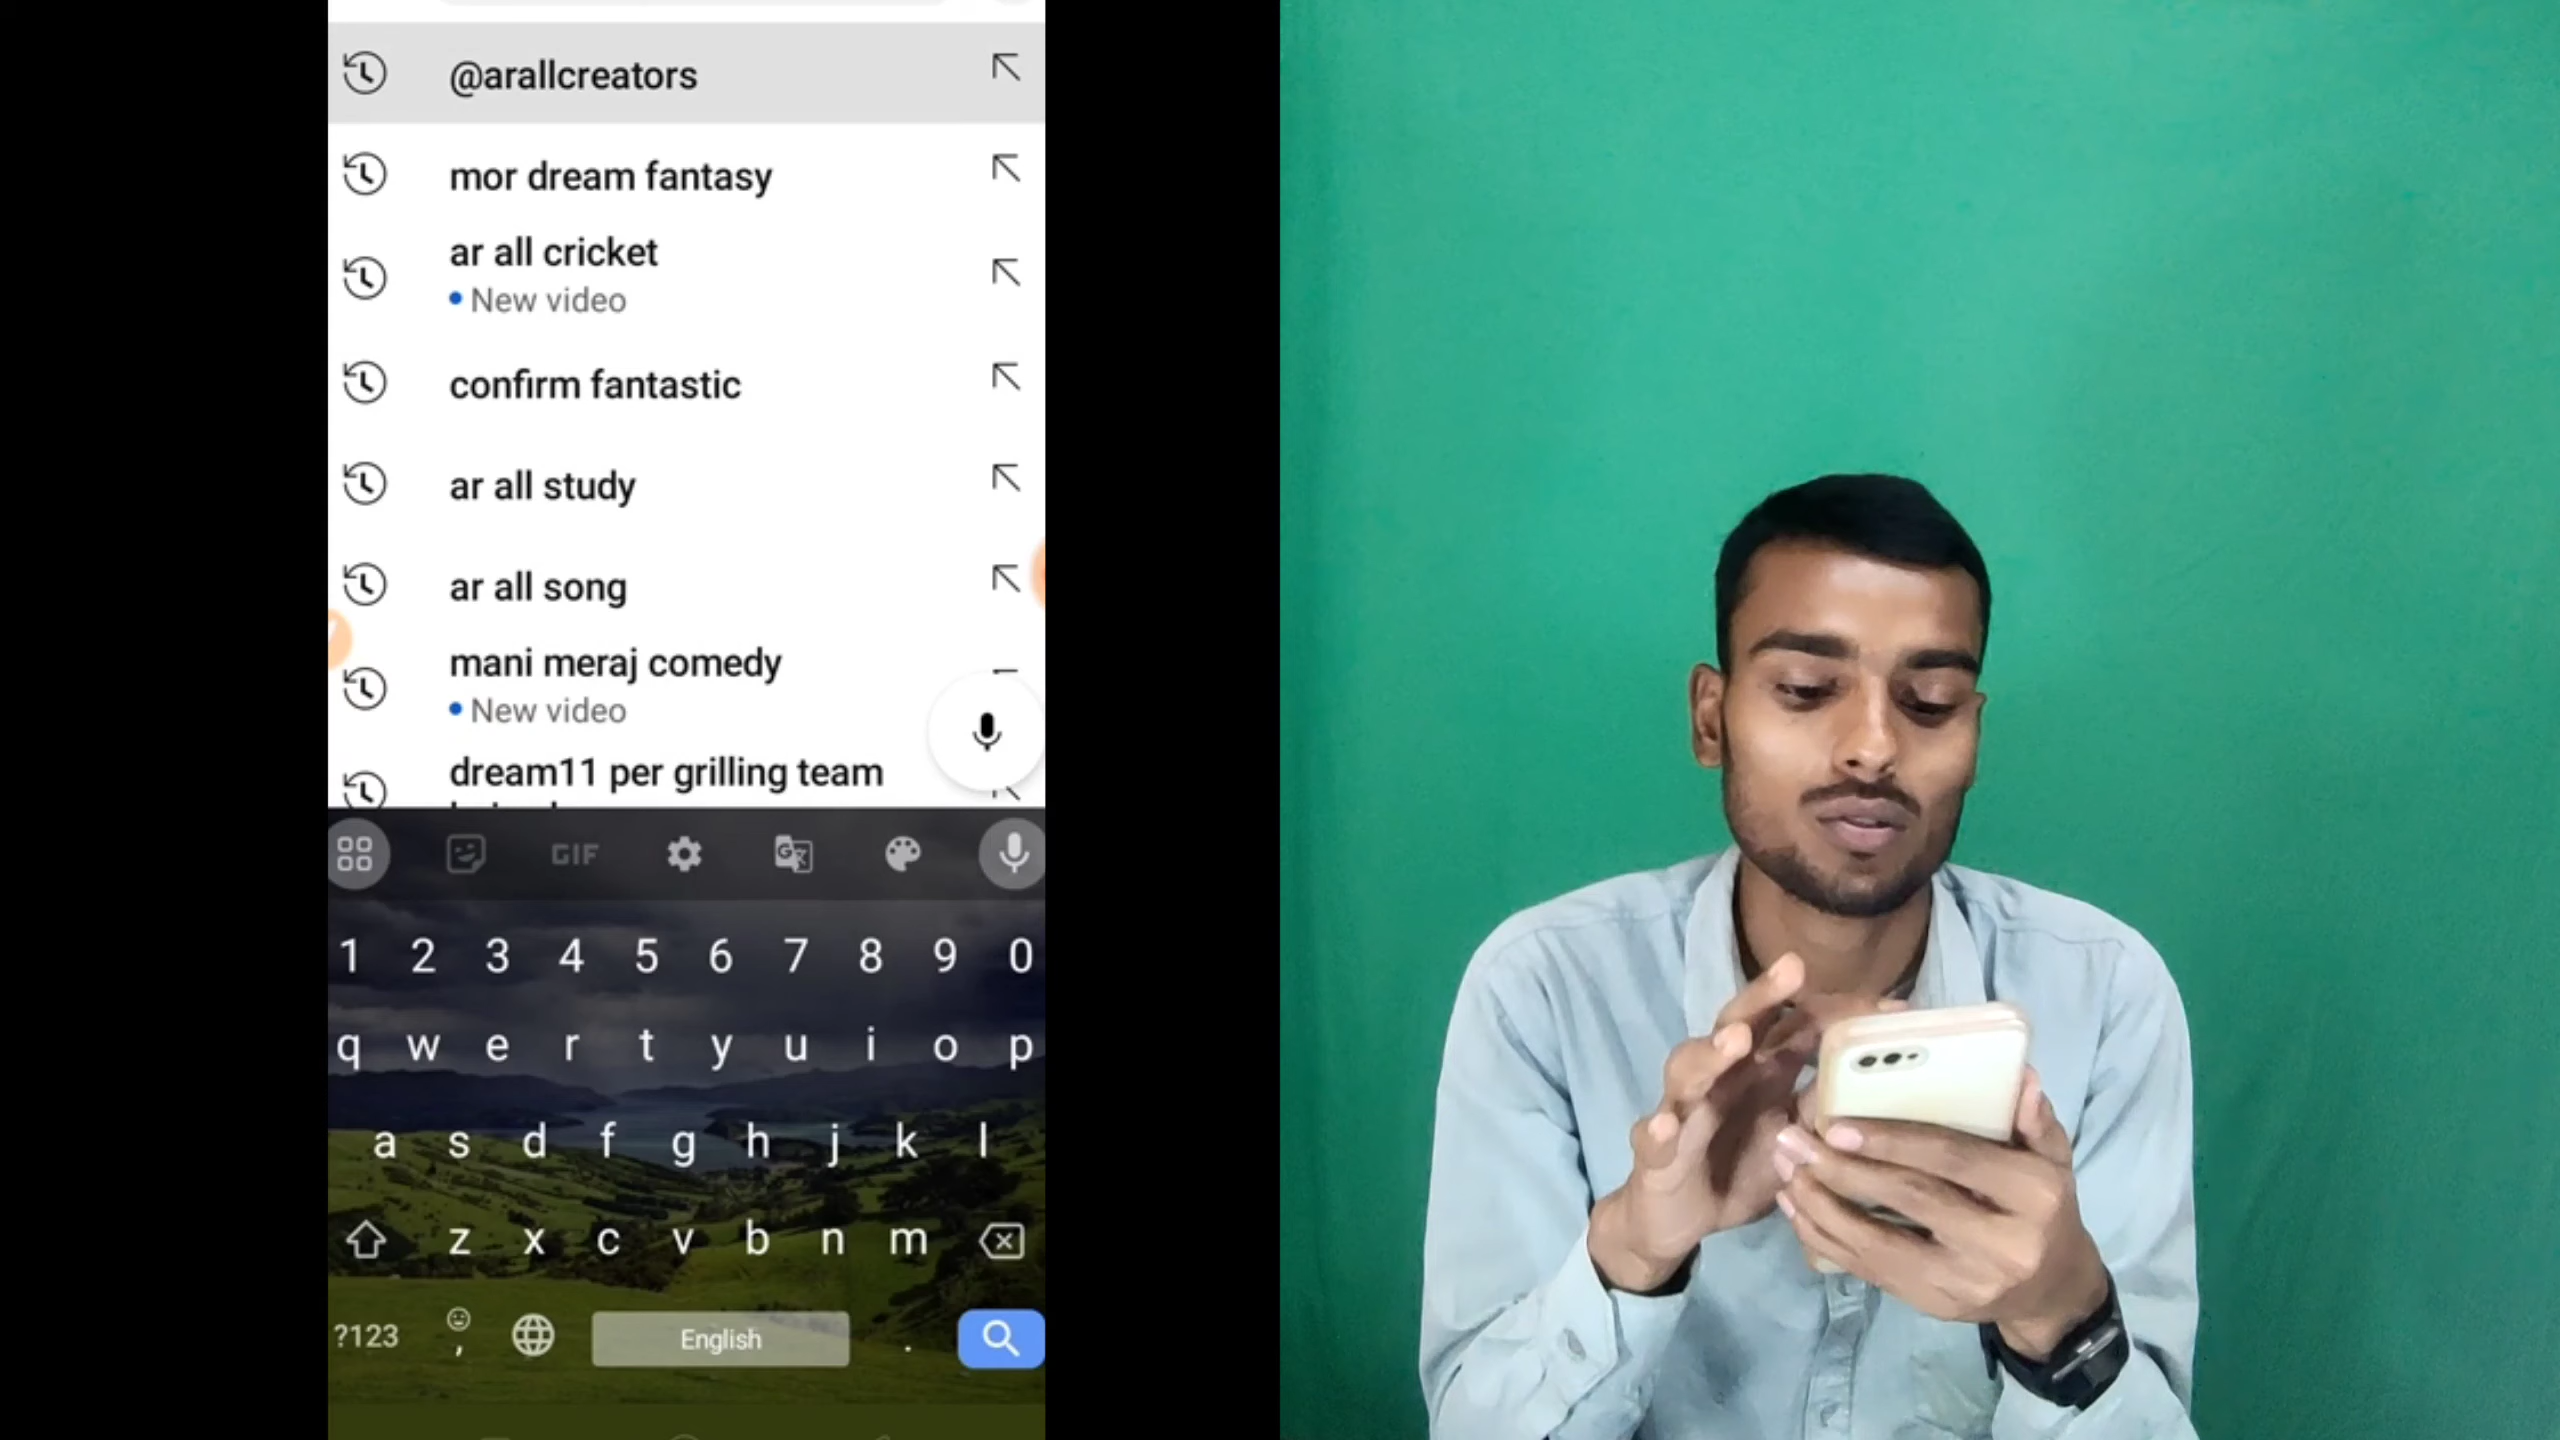 @arallcreators
mor dream fantasy
ar all cricket
New video
confirm fantastic
ar all study
ar all song
mani meraj comedy
New video
dream11 per grilling team
GIF
1 2 3 4 5 6 7 8 9 0
q w e r t y u i o p
a s d f g h j k l
z x c v b n m
?123 , English .